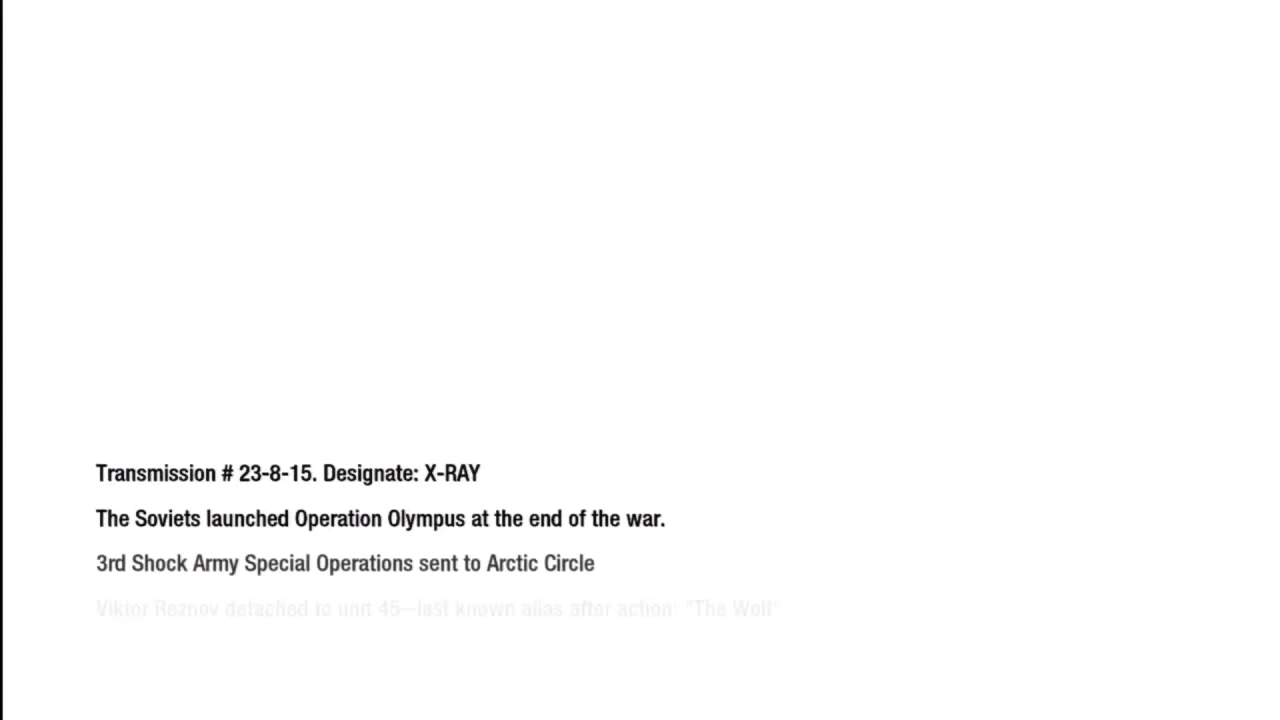 Transmission # 23-8-15. Designate: X-RAY
The Soviets launched Operation Olympus at the end of the war.
3rd Shock Army Special Operations sent to Arctic Circle
Viktor Reznov detached to unit 45—last known alias after action: "The Wolf"